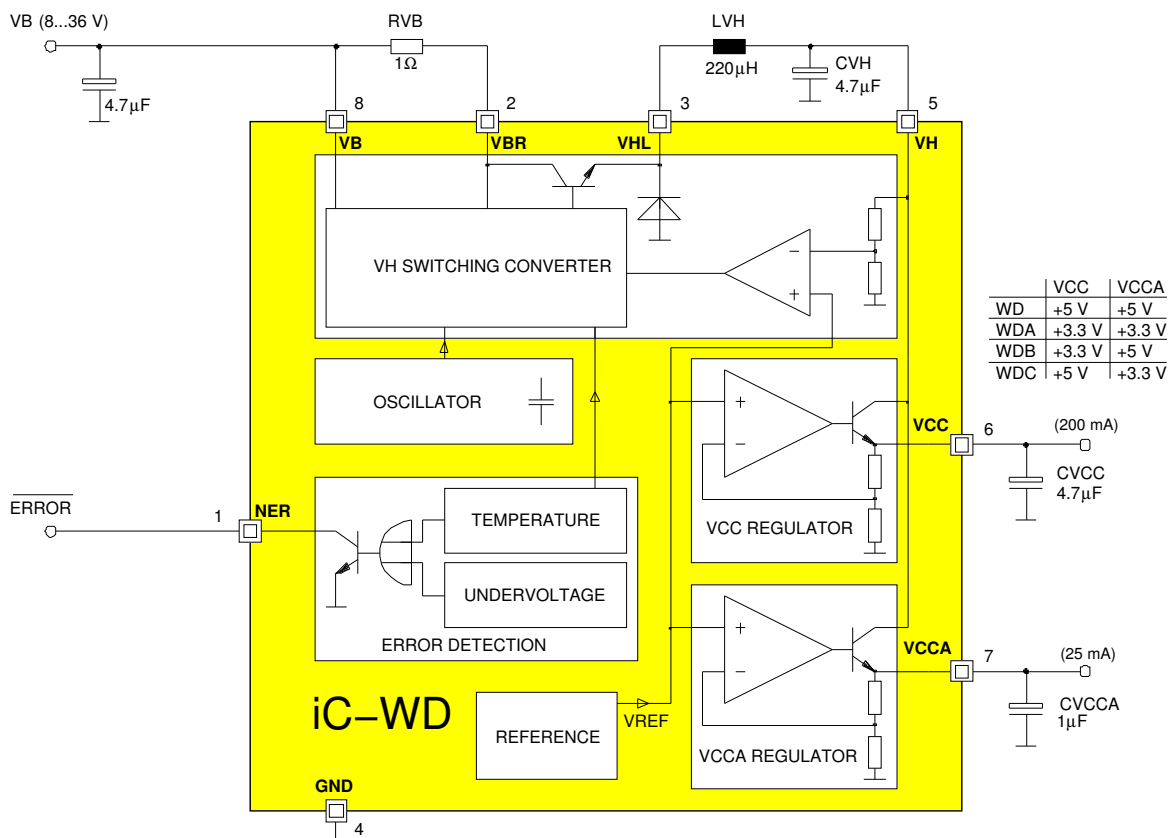 VB (8...36 V)
RVB
LVH
1Ω
220µH
CVH
4.7µF
4.7µF
8
2
3
5
VB
VBR
VHL
VH
VH SWITCHING CONVERTER
−
+
VCC VCCA
WD +5 V +5 V
WDA +3.3 V +3.3 V
WDB +3.3 V +5 V
WDC +5 V +3.3 V
OSCILLATOR
+
−
VCC
6
(200 mA)
CVCC
4.7µF
VCC REGULATOR
ERROR
1
NER
TEMPERATURE
UNDERVOLTAGE
ERROR DETECTION
+
−
VCCA
7
(25 mA)
CVCCA
1µF
VCCA REGULATOR
iC−WD
REFERENCE
VREF
GND
4